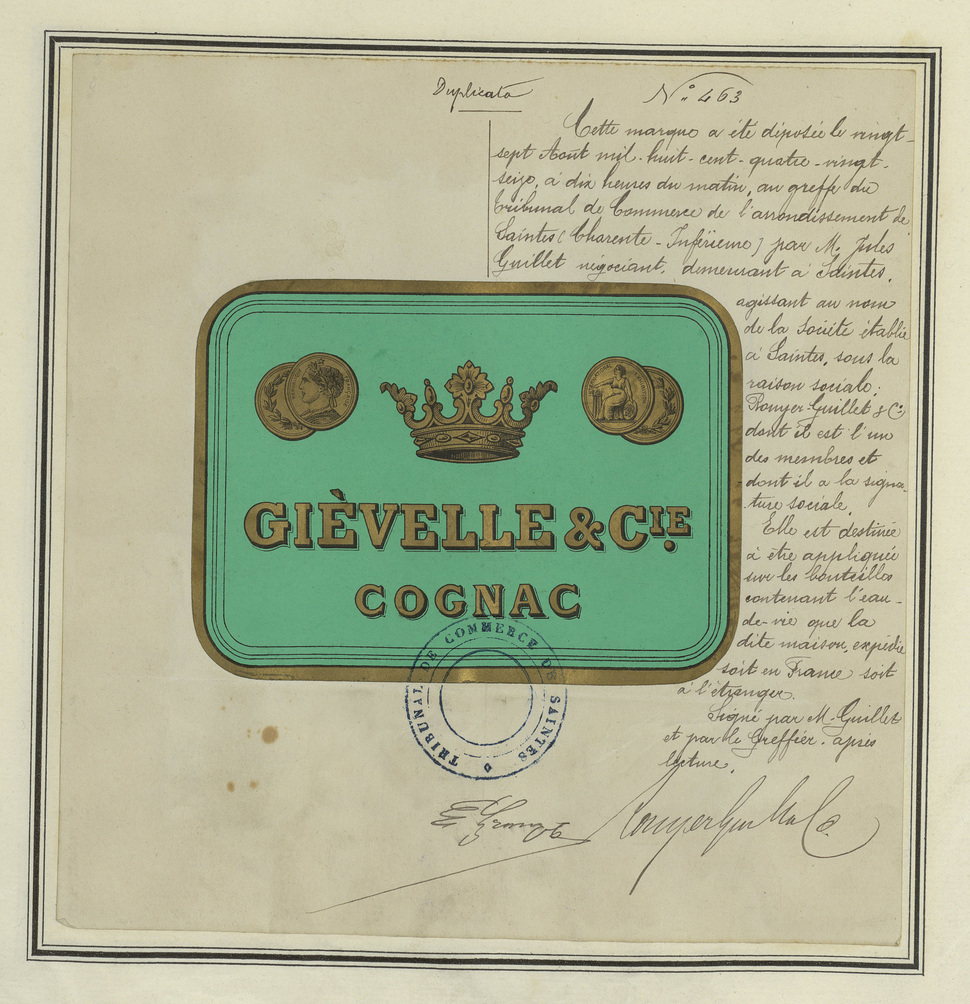 Duplicata
N° 463
Cette marque a été déposée le vingt-
sept Août mil-huit-cent-quatre-vingt-
seize, à dix heures du matin, au greffe du
tribunal de Commerce de l'arrondissement de
Saintes (Charente-Inférieure) par M. Jules
Guillet négociant, demeurant à Saintes,
agissant au nom
de la Société établie
à Saintes, sous la
raison sociale:
Rouyer-Guillet & Cie
dont il est l'un
des membres et
dont il a la signa-
ture sociale.
Elle est destinée
à être appliquée
sur les bouteilles
contenant l'eau-
de-vie que la
dite maison, expédie
soit en France soit
à l'étranger.
Signé par M. Guillet
et par le Greffier. après
lecture.
GIÈVELLE & CIE
COGNAC
TRIBUNAL DE COMMERCE DE SAINTES
Rouyer Guillet & Co.